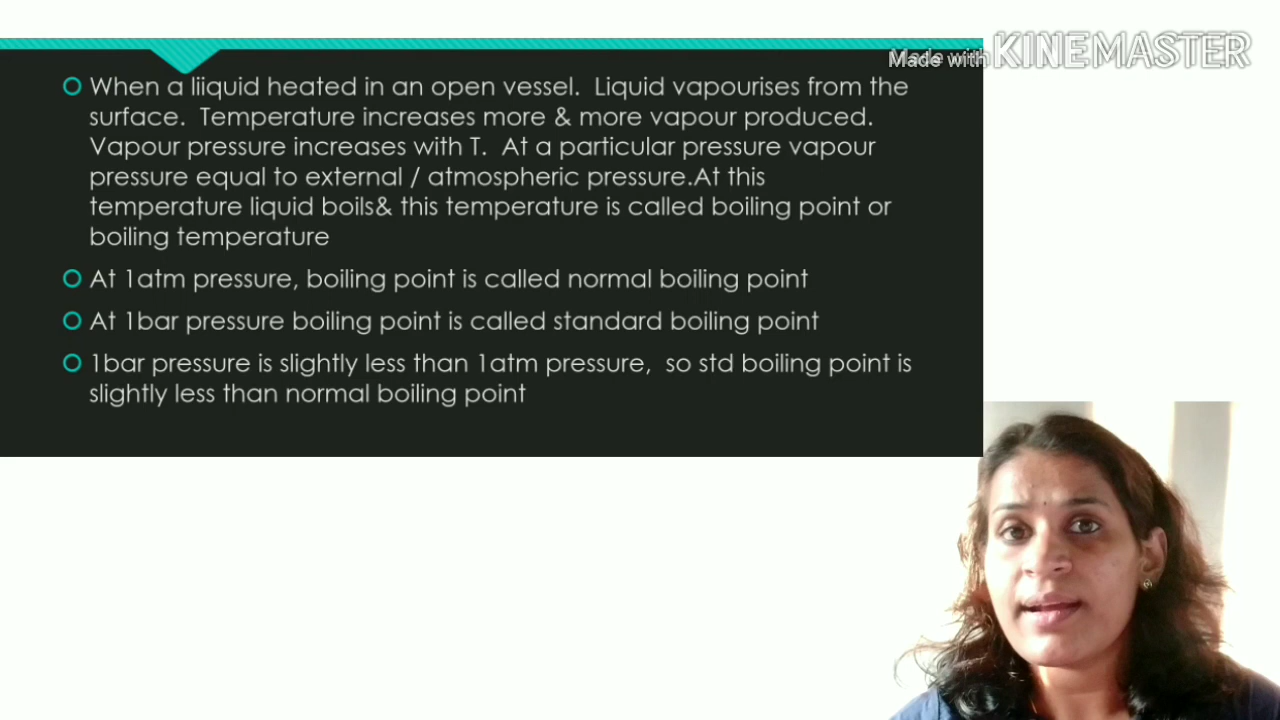 Made with KINEMASTER
When a liiquid heated in an open vessel. Liquid vapourises from the
surface. Temperature increases more & more vapour produced.
Vapour pressure increases with T. At a particular pressure vapour
pressure equal to external / atmospheric pressure.At this
temperature liquid boils& this temperature is called boiling point or
boiling temperature
At 1atm pressure, boiling point is called normal boiling point
At 1bar pressure boiling point is called standard boiling point
1bar pressure is slightly less than 1atm pressure, so std boiling point is
slightly less than normal boiling point